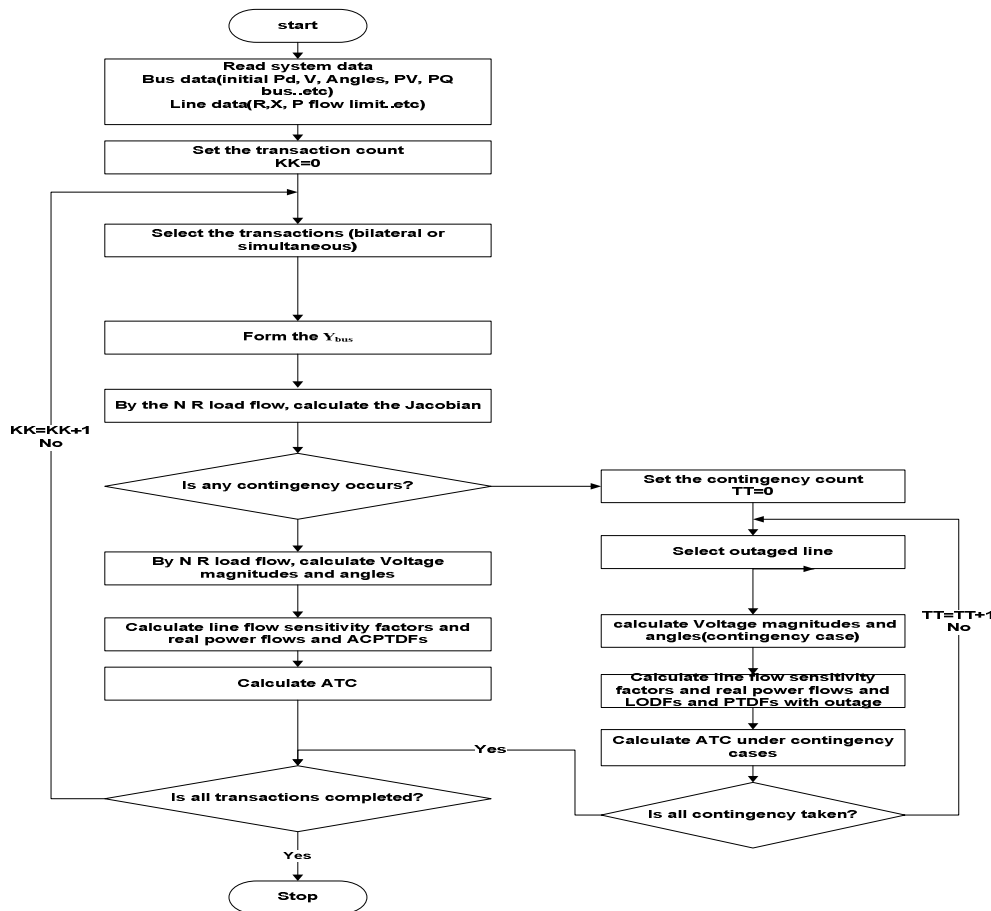 start
Read system data
Bus data(initial Pd, V, Angles, PV, PQ
bus..etc)
Line data(R,X, P flow limit..etc)
Set the transaction count
KK=0
Select the transactions (bilateral or
simultaneous)
Form the Ybus
By the N R load flow, calculate the Jacobian
KK=KK+1
No
Is any contingency occurs?
Set the contingency count
TT=0
Select outaged line
By N R load flow, calculate Voltage
magnitudes and angles
calculate Voltage magnitudes and
angles(contingency case)
TT=TT+1
No
Calculate line flow sensitivity factors and
real power flows and ACPTDFs
Calculate ATC
Calculate line flow sensitivity
factors and real power flows and
LODFs and PTDFs with outage
Calculate ATC under contingency
cases
Yes
Is all transactions completed?
Is all contingency taken?
Yes
Stop